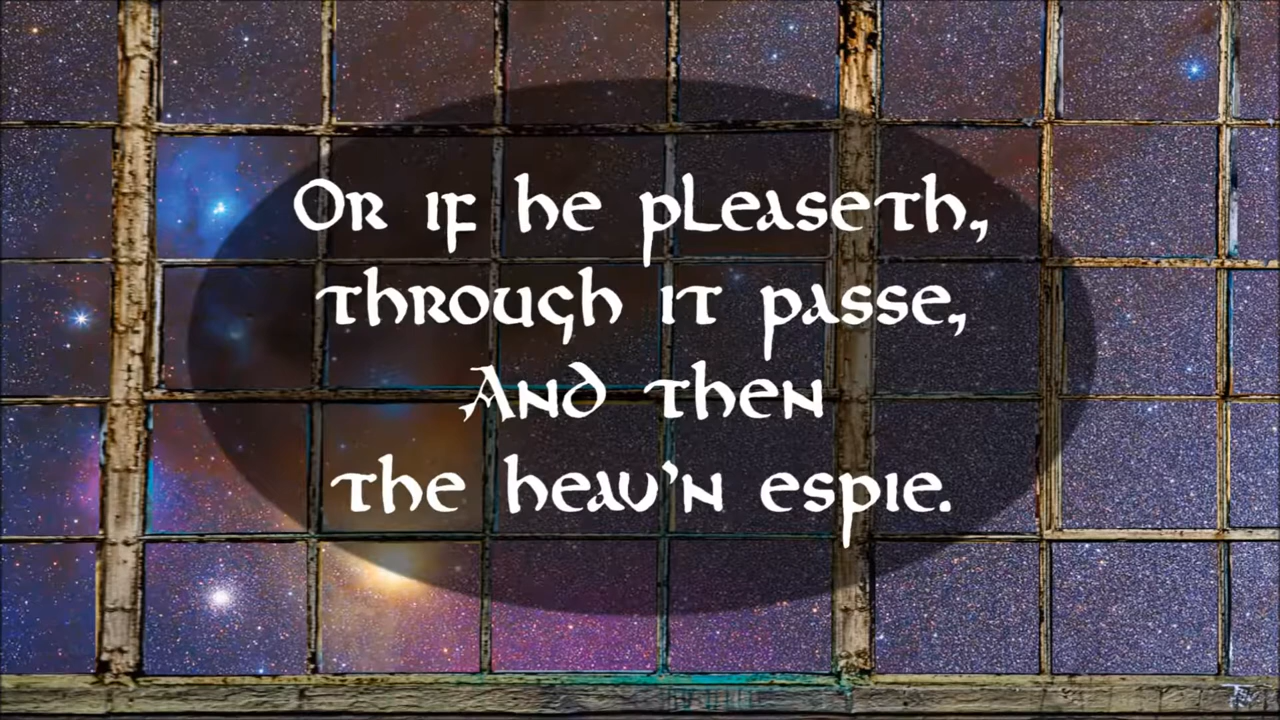 Or if he pleaseth,
through it passe,
And then
the heav'n espie.